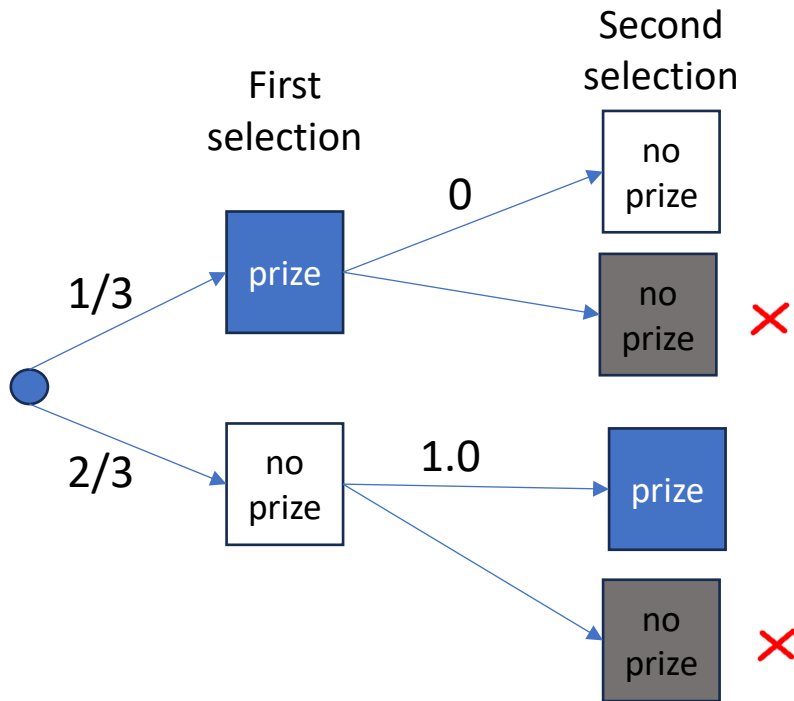 First
selection
Second
selection
1/3
2/3
prize
no
prize
0
1.0
no
prize
no
prize
prize
no
prize